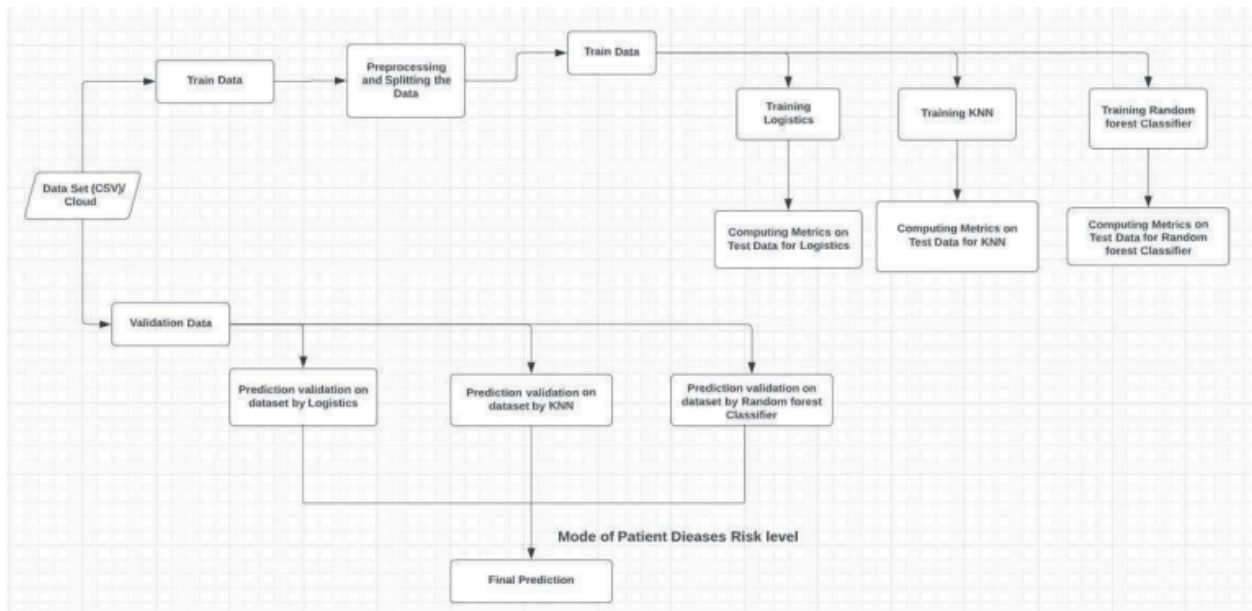 Train Data
Preprocessing
and Splitting the
Data
Train Data
Training
Logistics
Training KNN
Training Random
forest Classifier
Data Set (CSV)/
Cloud
Computing Metrics on
Test Data for Logistics
Computing Metrics on
Test Data for KNN
Computing Metrics on
Test Data for Random
forest Classifier
Validation Data
Prediction validation on
dataset by Logistics
Prediction validation on
dataset by KNN
Prediction validation on
dataset by Random forest
Classifier
Mode of Patient Dieases Risk level
Final Prediction